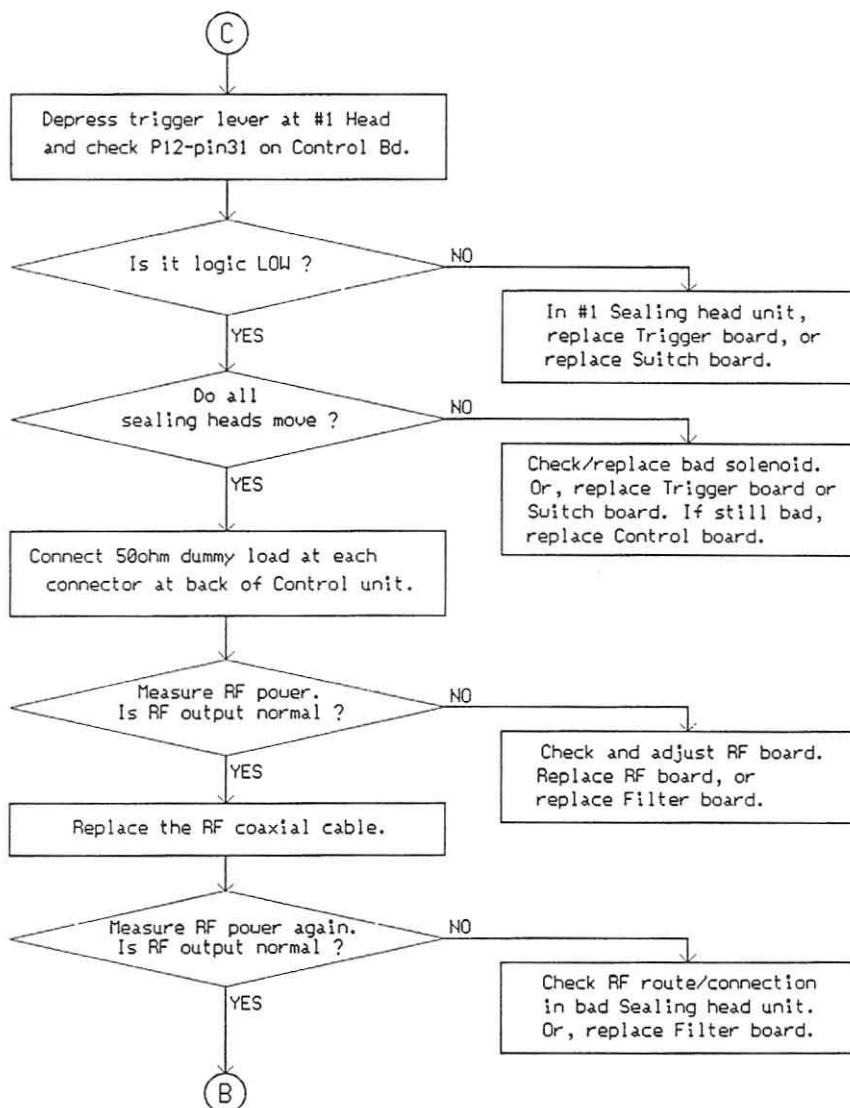 C
Depress trigger lever at #1 Head
and check P12-pin31 on Control Bd.
Is it logic LOW ?
NO
In #1 Sealing head unit,
replace Trigger board, or
replace Switch board.
YES
Do all
sealing heads move ?
NO
Check/replace bad solenoid.
Or, replace Trigger board or
Switch board. If still bad,
replace Control board.
YES
Connect 50ohm dummy load at each
connector at back of Control unit.
Measure RF power.
Is RF output normal ?
NO
Check and adjust RF board.
Replace RF board, or
replace Filter board.
YES
Replace the RF coaxial cable.
Measure RF power again.
Is RF output normal ?
NO
Check RF route/connection
in bad Sealing head unit.
Or, replace Filter board.
YES
B